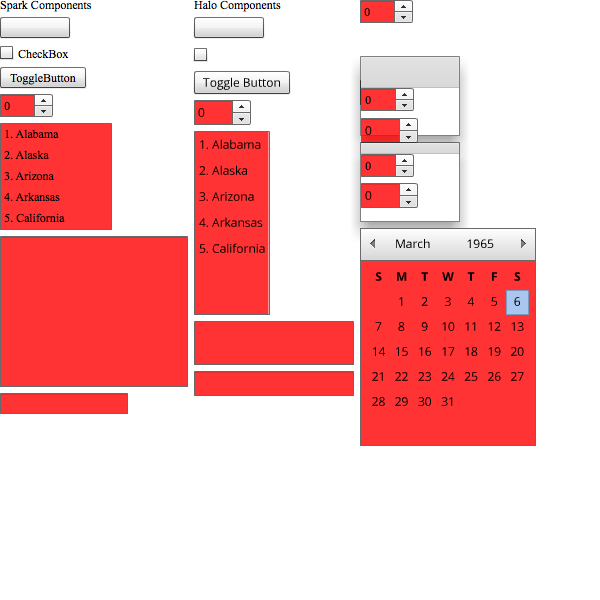 Spark Components
CheckBox
ToggleButton
0
1. Alabama
2. Alaska
3. Arizona
4. Arkansas
5. California
Halo Components
Toggle Button
0
1. Alabama
2. Alaska
3. Arizona
4. Arkansas
5. California
0
0
0
0
0
March 1965
S M T W T F S
1 2 3 4 5 6
7 8 9 10 11 12 13
14 15 16 17 18 19 20
21 22 23 24 25 26 27
28 29 30 31